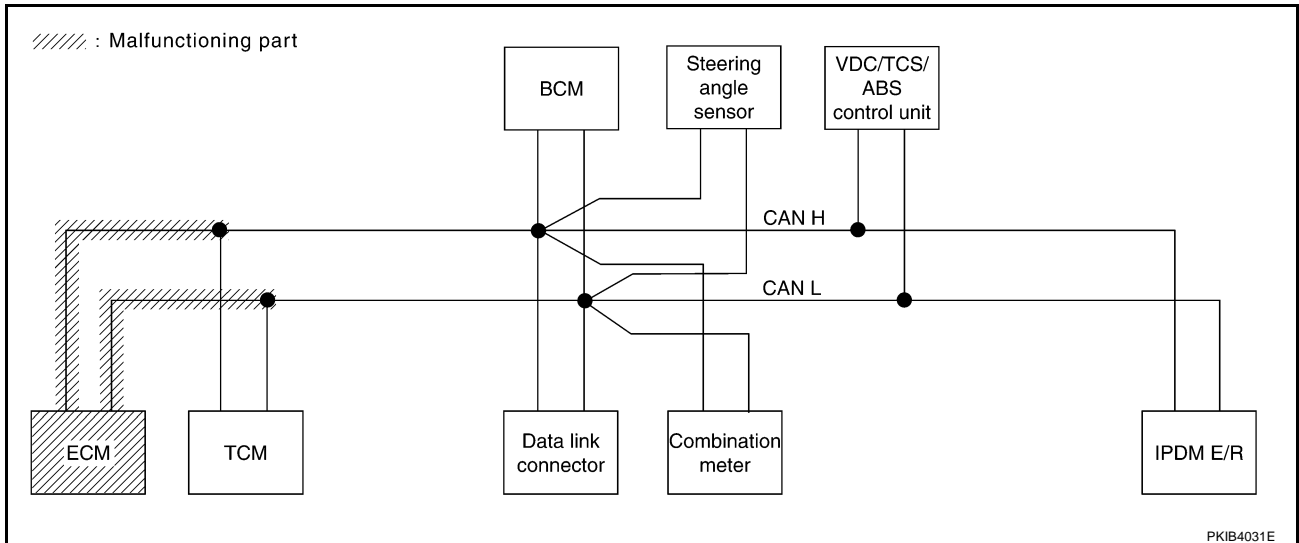 : Malfunctioning part
BCM
Steering
angle
sensor
VDC/TCS/
ABS
control unit
CAN H
CAN L
ECM
TCM
Data link
connector
Combination
meter
IPDM E/R
PKIB4031E